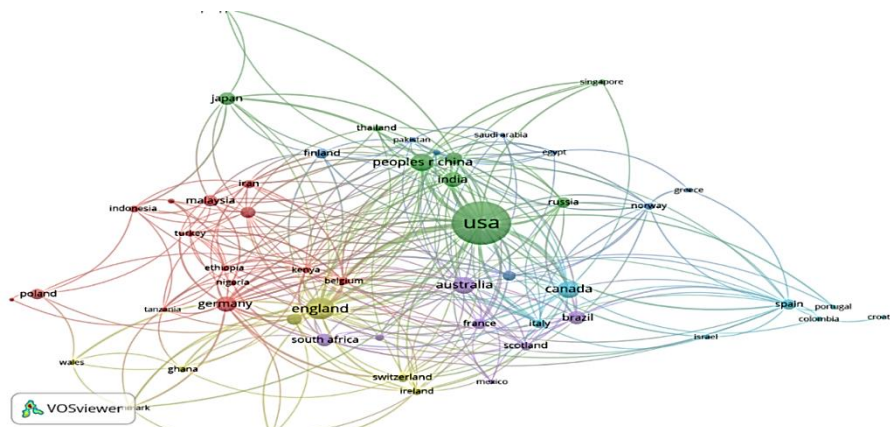 japan
singapore
thailand
pakistan
saudi arabia
finland
peoples r china
egypt
iran
india
greece
malaysia
indonesia
russia
norway
usa
turkey
ethiopia
kenya
nigeria
belgium
australia
canada
poland
germany
tanzania
england
spain
portugal
colombia
croat
france
italy
brazil
south africa
scotland
israel
wales
ghana
switzerland
mexico
ireland
mark
VOSviewer